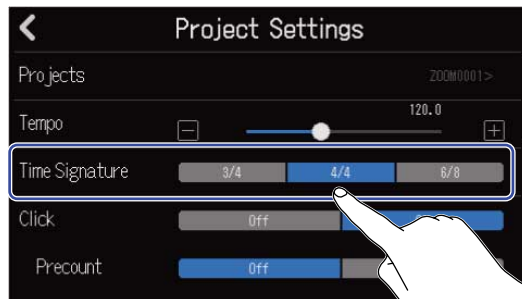 Project Settings
Projects ZOOM0001>
Tempo 120.0
Time Signature 3/4 4/4 6/8
Click Off
Precount Off